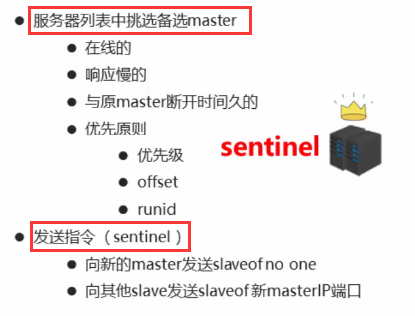 服务器列表中挑选备选master
在线的
响应慢的
与原master断开时间久的
优先原则
优先级
offset
runid
sentinel
发送指令（sentinel）
向新的master发送slaveof no one
向其他slave发送slaveof 新masterIP端口